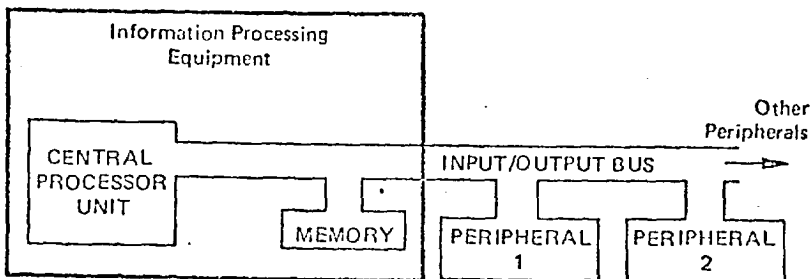 Information Processing
Equipment
Other
Peripherals
CENTRAL
PROCESSOR
UNIT
INPUT/OUTPUT BUS
MEMORY
PERIPHERAL
1
PERIPHERAL
2